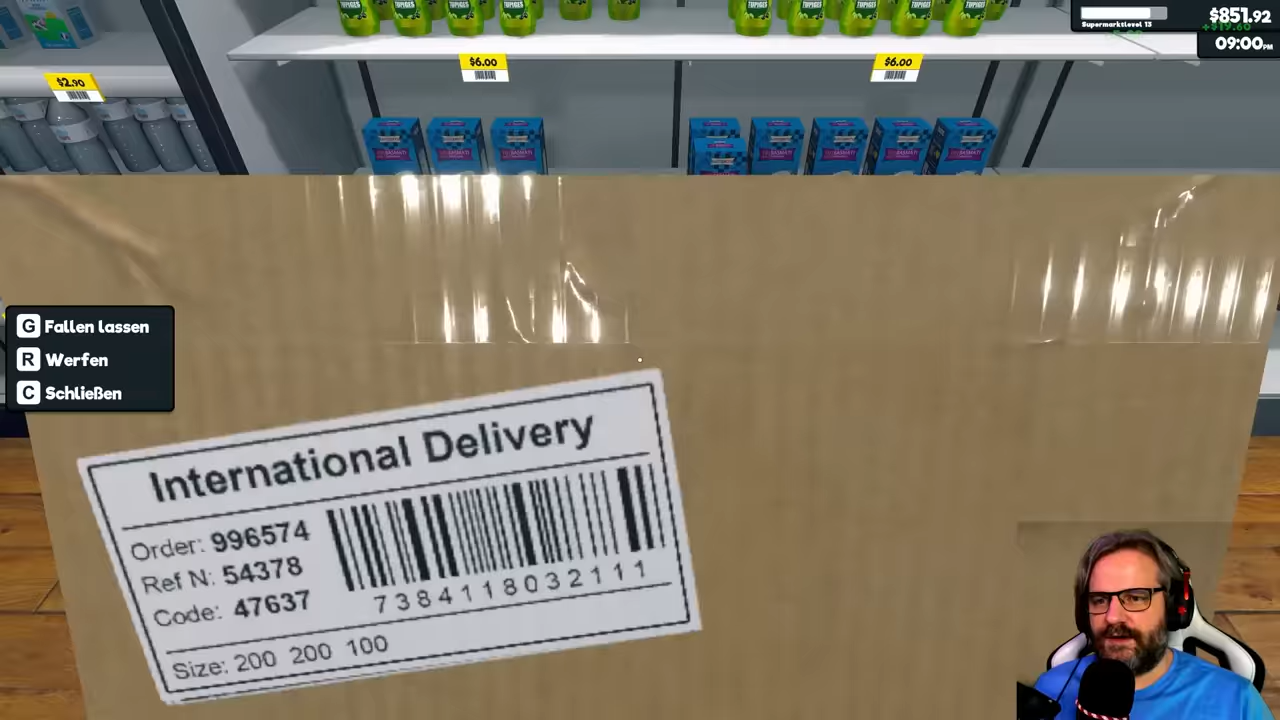 $851.92
Supermarktlevel 13
09:00PM
$2.90
$6.00
$6.00
G Fallen lassen
R Werfen
C Schließen
International Delivery
Order: 996574
Ref N: 54378
Code: 47637
7384118032111
Size: 200 200 100